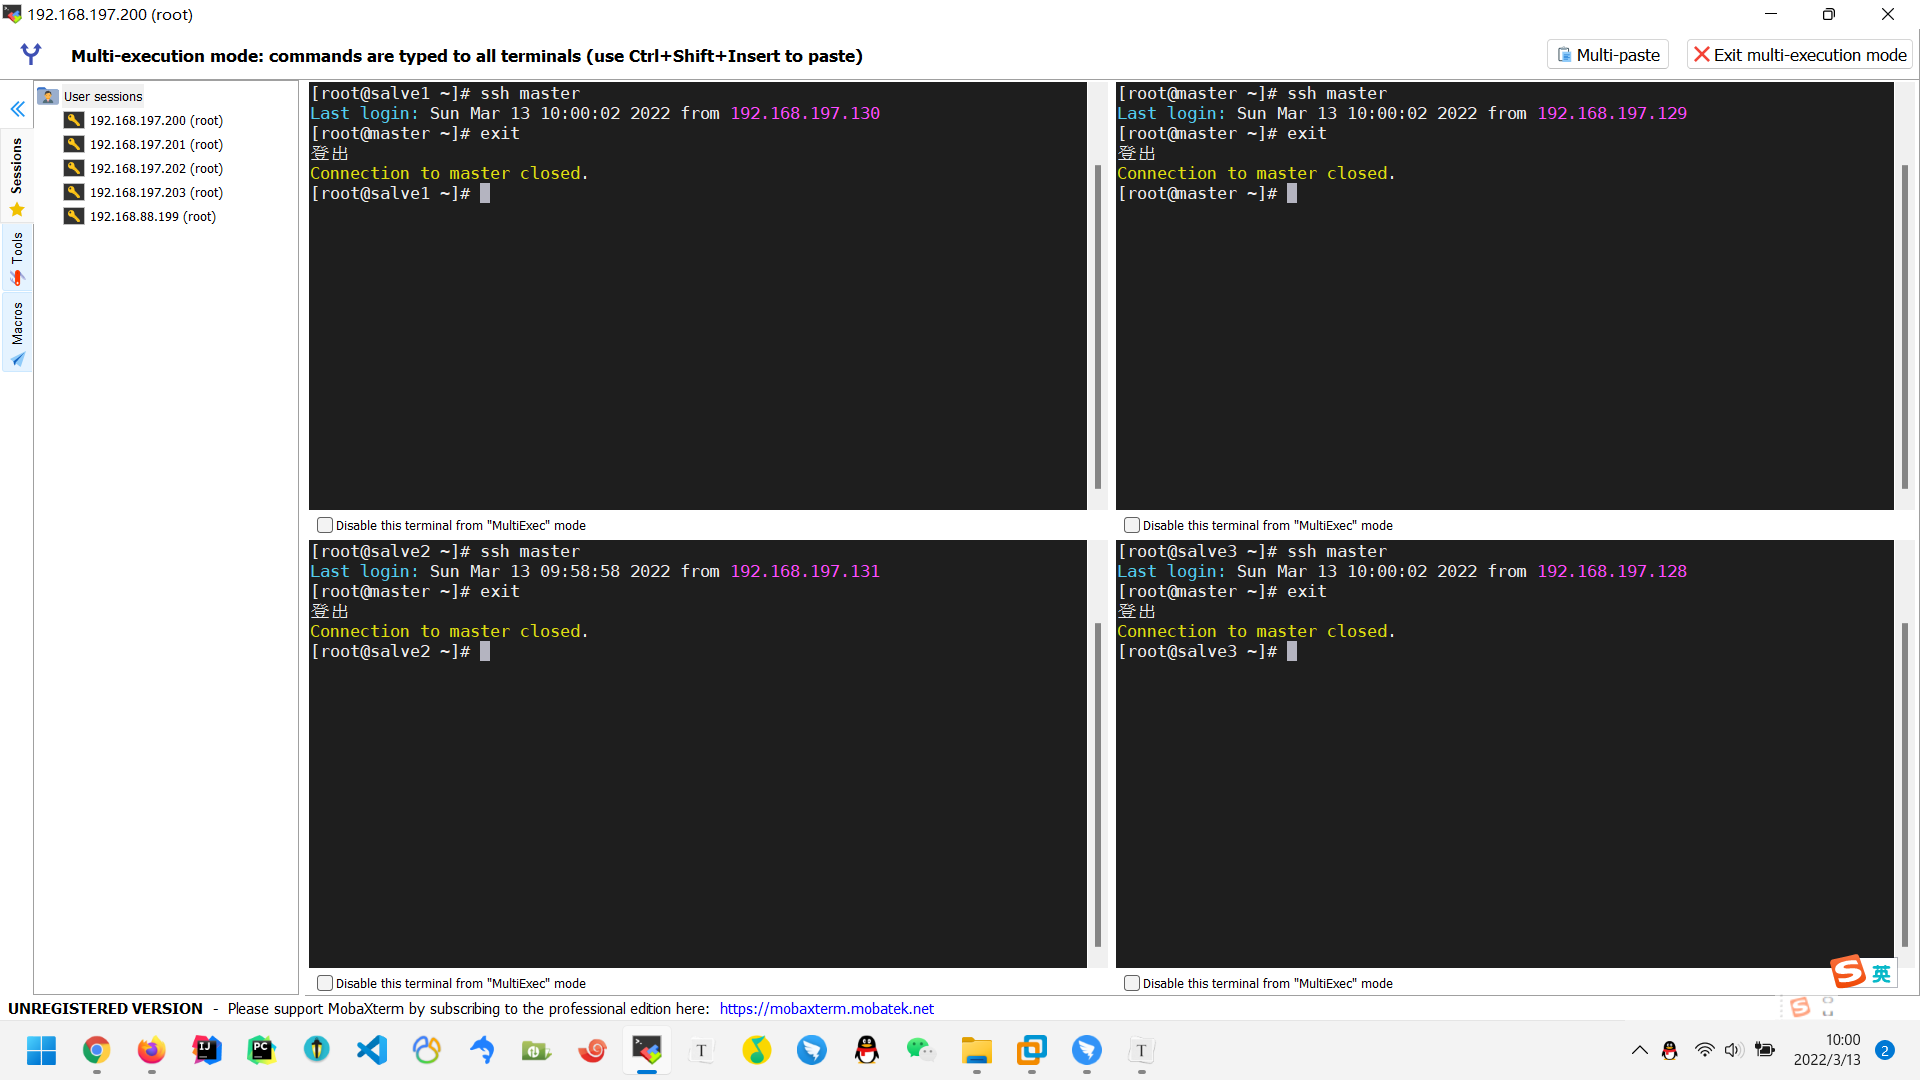 192.168.197.200 (root)
Multi-execution mode: commands are typed to all terminals (use Ctrl+Shift+Insert to paste)
Multi-paste
Exit multi-execution mode
Sessions
Tools
Macros
User sessions
192.168.197.200 (root)
192.168.197.201 (root)
192.168.197.202 (root)
192.168.197.203 (root)
192.168.88.199 (root)
[root@salve1 ~]# ssh master
Last login: Sun Mar 13 10:00:02 2022 from 192.168.197.130
[root@master ~]# exit
登出
Connection to master closed.
[root@salve1 ~]#
Disable this terminal from "MultiExec" mode
[root@master ~]# ssh master
Last login: Sun Mar 13 10:00:02 2022 from 192.168.197.129
[root@master ~]# exit
登出
Connection to master closed.
[root@master ~]#
Disable this terminal from "MultiExec" mode
[root@salve2 ~]# ssh master
Last login: Sun Mar 13 09:58:58 2022 from 192.168.197.131
[root@master ~]# exit
登出
Connection to master closed.
[root@salve2 ~]#
Disable this terminal from "MultiExec" mode
[root@salve3 ~]# ssh master
Last login: Sun Mar 13 10:00:02 2022 from 192.168.197.128
[root@master ~]# exit
登出
Connection to master closed.
[root@salve3 ~]#
Disable this terminal from "MultiExec" mode
S 英
UNREGISTERED VERSION - Please support MobaXterm by subscribing to the professional edition here: https://mobaxterm.mobatek.net
IJ
PC
T
T
10:00
2022/3/13
2